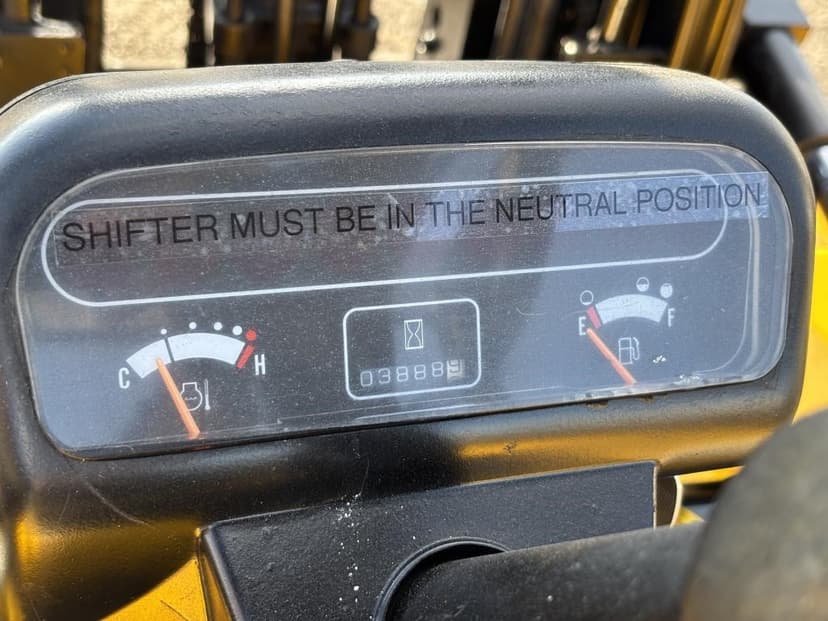 SHIFTER MUST BE IN THE NEUTRAL POSITION
C H
03888
E F